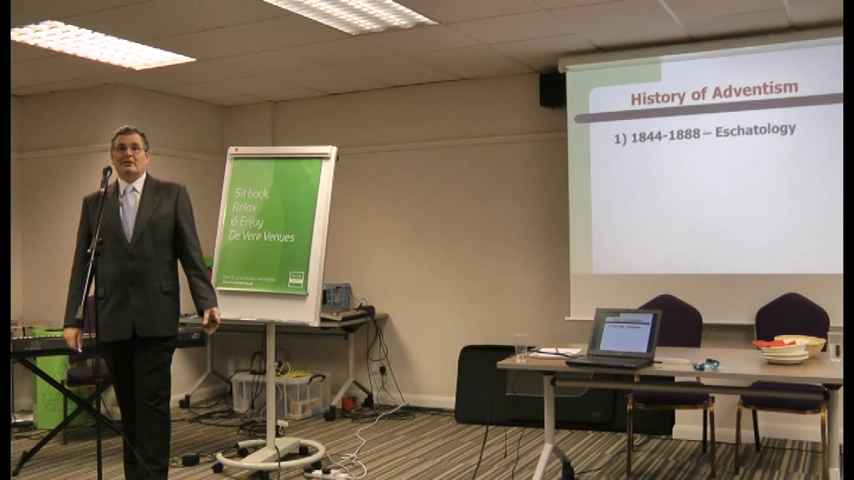 History of Adventism
1) 1844-1888 – Eschatology
Sit back,
Relax
& Enjoy
De Vere Venues